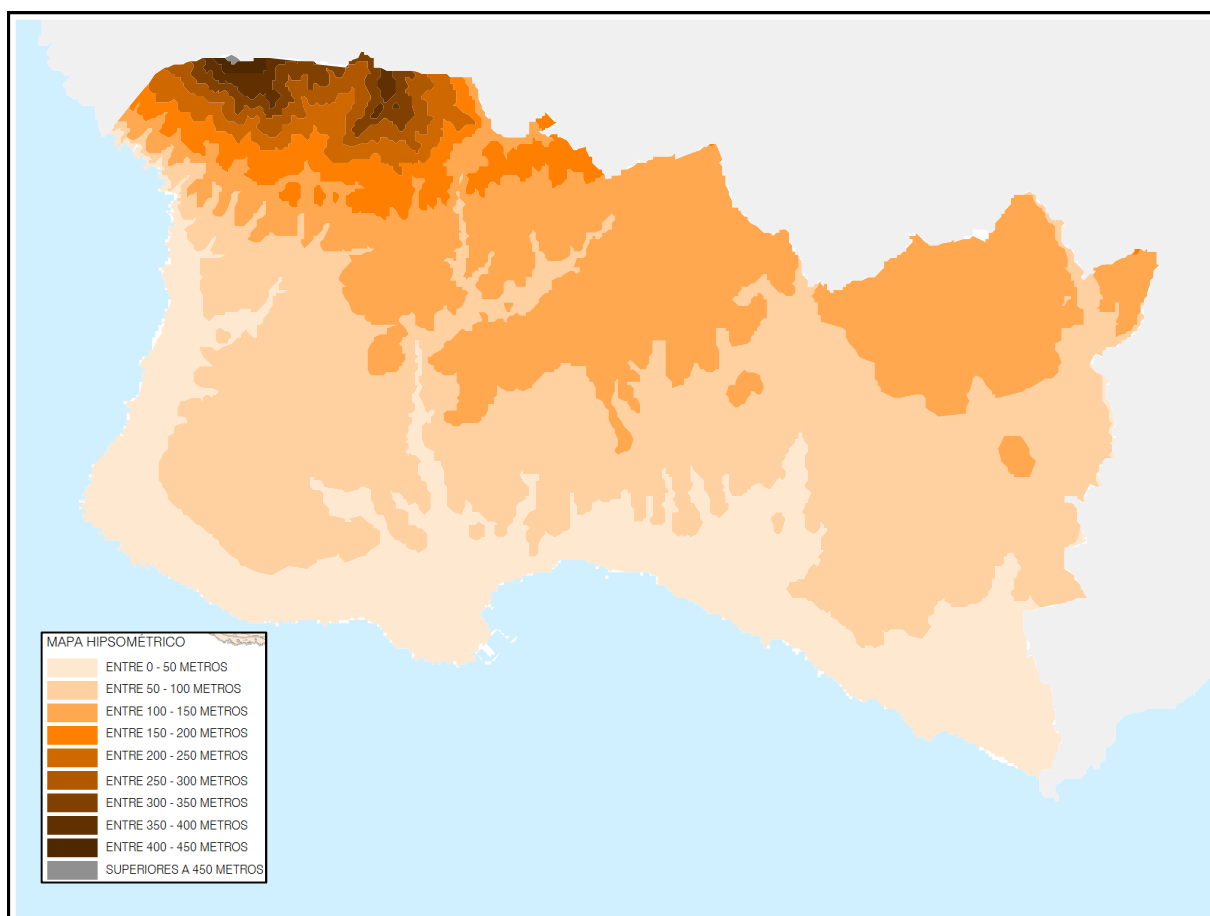 MAPA HIPSOMÉTRICO
ENTRE 0 - 50 METROS
ENTRE 50 - 100 METROS
ENTRE 100 - 150 METROS
ENTRE 150 - 200 METROS
ENTRE 200 - 250 METROS
ENTRE 250 - 300 METROS
ENTRE 300 - 350 METROS
ENTRE 350 - 400 METROS
ENTRE 400 - 450 METROS
SUPERIORES A 450 METROS